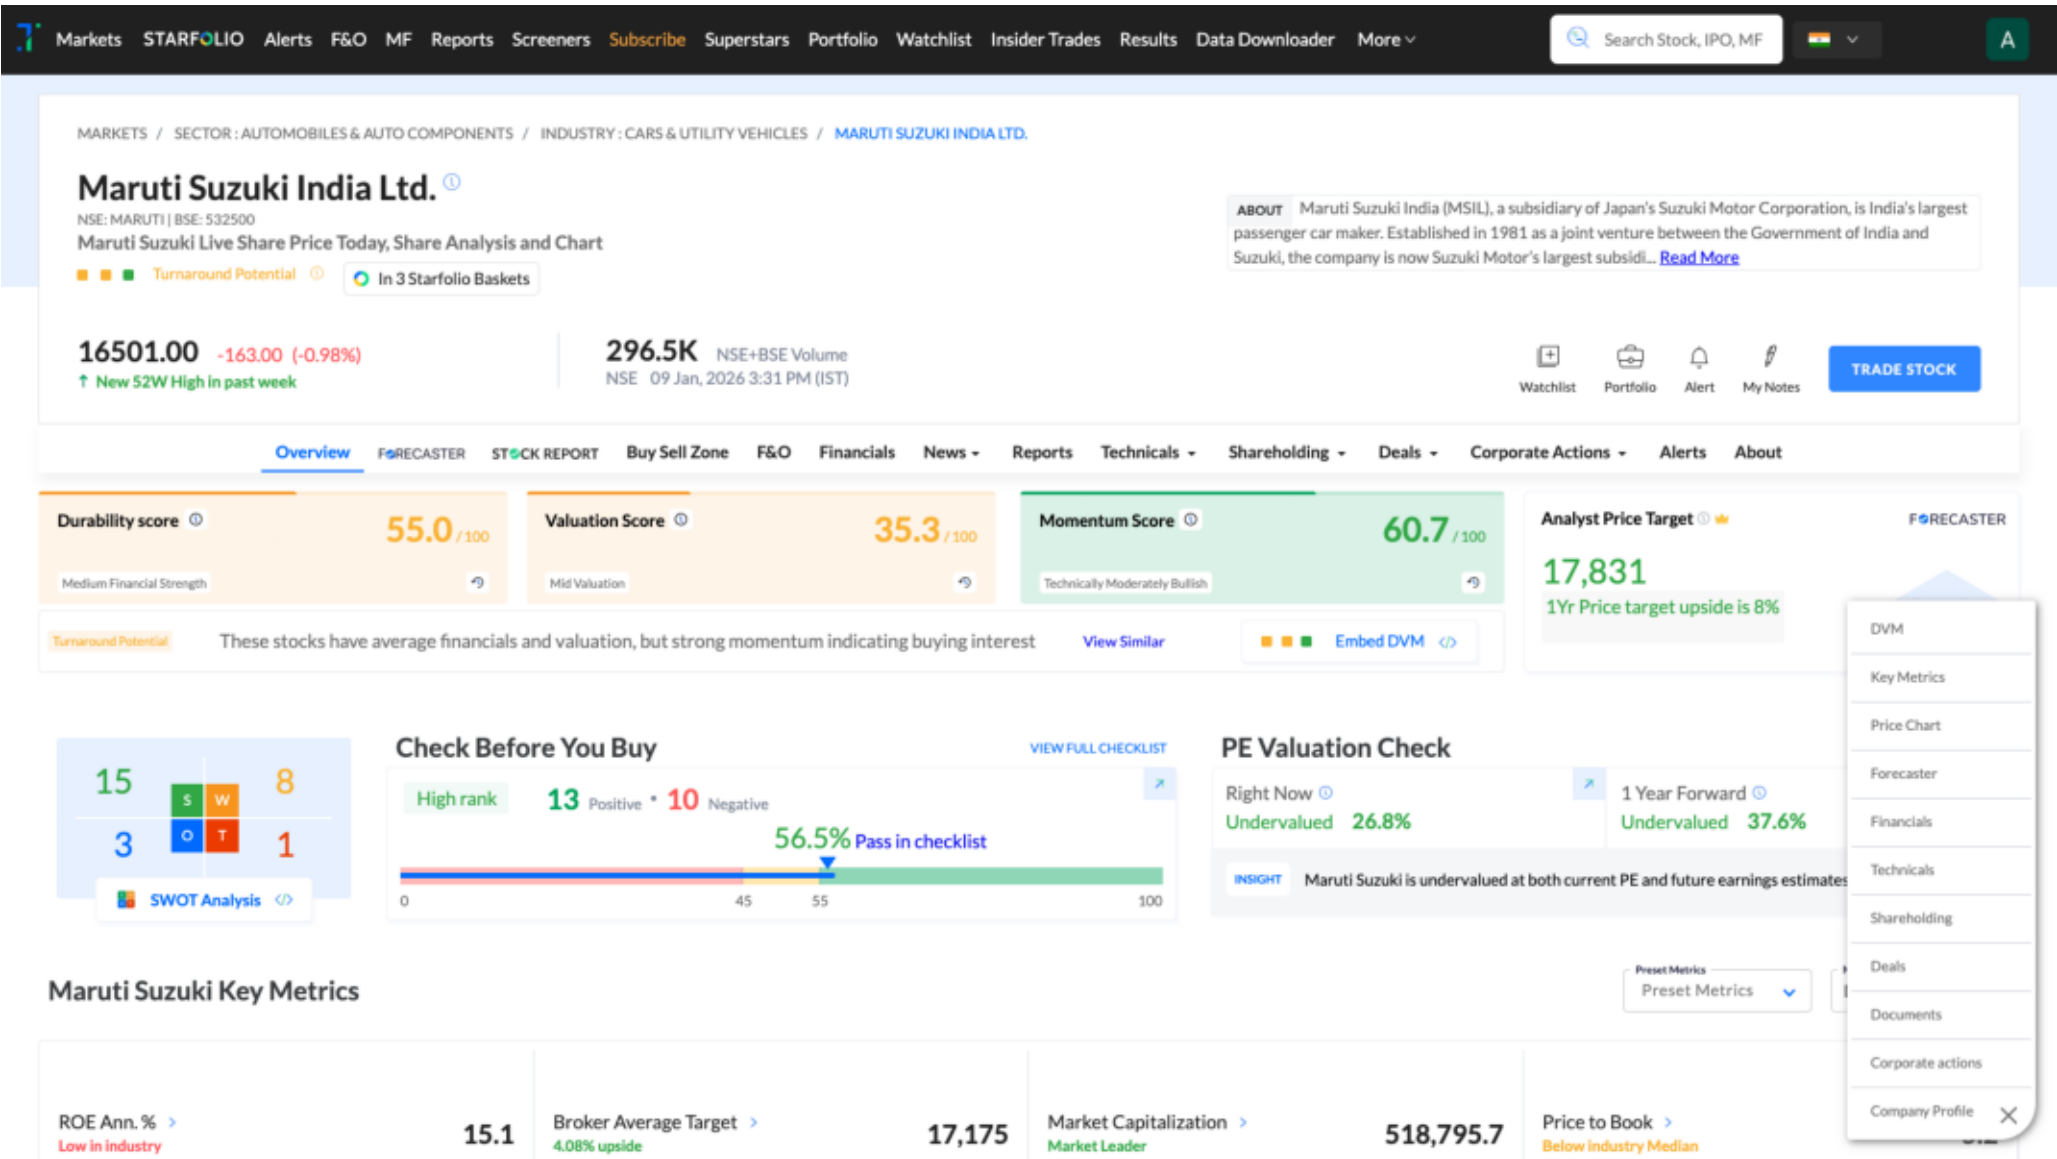 Markets STARFOLIO Alerts F&O MF Reports Screeners Subscribe Superstars Portfolio Watchlist Insider Trades Results Data Downloader More Search Stock, IPO, MF A
MARKETS / SECTOR : AUTOMOBILES & AUTO COMPONENTS / INDUSTRY : CARS & UTILITY VEHICLES / MARUTI SUZUKI INDIA LTD.
Maruti Suzuki India Ltd.
NSE: MARUTI | BSE: 532500
Maruti Suzuki Live Share Price Today, Share Analysis and Chart
Turnaround Potential In 3 Starfolio Baskets
ABOUT Maruti Suzuki India (MSIL), a subsidiary of Japan's Suzuki Motor Corporation, is India's largest
passenger car maker. Established in 1981 as a joint venture between the Government of India and
Suzuki, the company is now Suzuki Motor's largest subsidi... Read More
16501.00 -163.00 (-0.98%)
↑ New 52W High in past week
296.5K NSE+BSE Volume
NSE 09 Jan, 2026 3:31 PM (IST)
Watchlist Portfolio Alert My Notes TRADE STOCK
Overview FORECASTER STOCK REPORT Buy Sell Zone F&O Financials News Reports Technicals Shareholding Deals Corporate Actions Alerts About
Durability score 55.0 / 100
Medium Financial Strength
Valuation Score 35.3 / 100
Mid Valuation
Momentum Score 60.7 / 100
Technically Moderately Bullish
Analyst Price Target FORECASTER
17,831
1Yr Price target upside is 8%
Turnaround Potential These stocks have average financials and valuation, but strong momentum indicating buying interest View Similar Embed DVM </>
15 8
S W
O T
3 1
SWOT Analysis </>
Check Before You Buy VIEW FULL CHECKLIST
High rank 13 Positive • 10 Negative
56.5% Pass in checklist
0 45 55 100
PE Valuation Check
Right Now
Undervalued 26.8%
1 Year Forward
Undervalued 37.6%
INSIGHT Maruti Suzuki is undervalued at both current PE and future earnings estimates
Maruti Suzuki Key Metrics
Preset Metrics
Preset Metrics
ROE Ann. % 15.1
Low in industry
Broker Average Target 17,175
4.08% upside
Market Capitalization 518,795.7
Market Leader
Price to Book
Below industry Median
DVM
Key Metrics
Price Chart
Forecaster
Financials
Technicals
Shareholding
Deals
Documents
Corporate actions
Company Profile